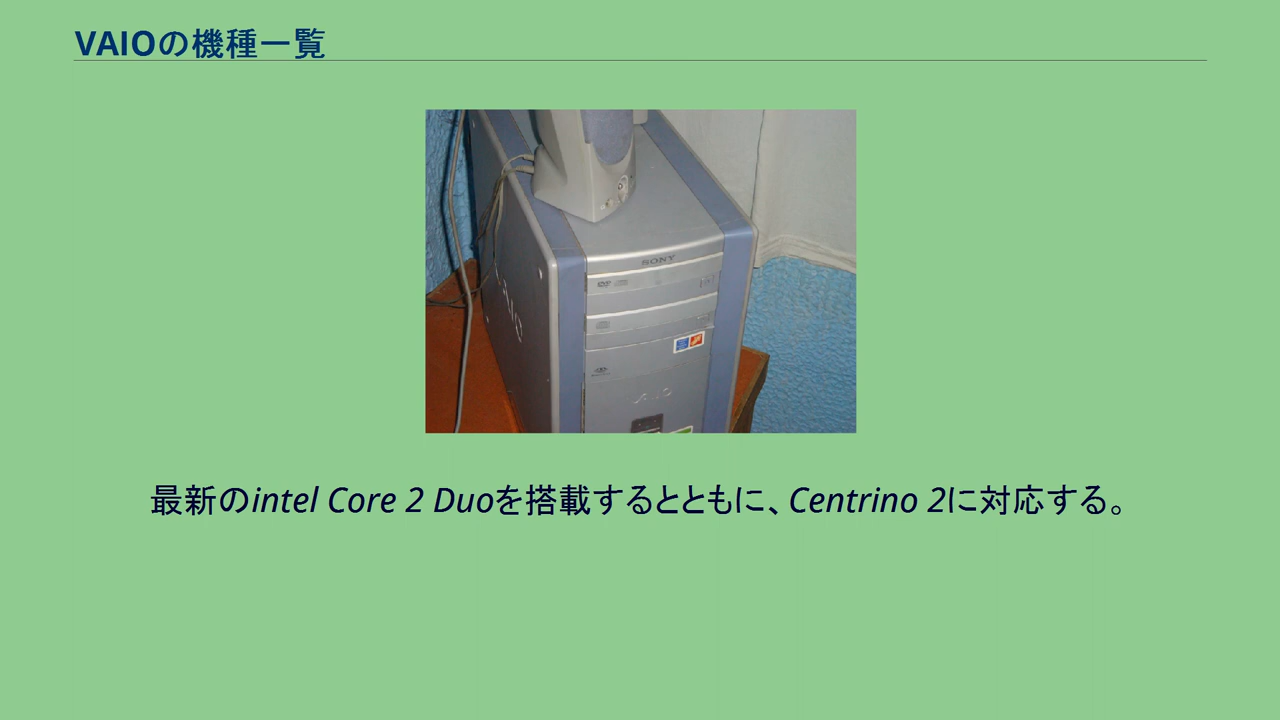 VAIOの機種一覧
SONY
VAIO
VAIO
最新のintel Core 2 Duoを搭載するとともに、Centrino 2に対応する。